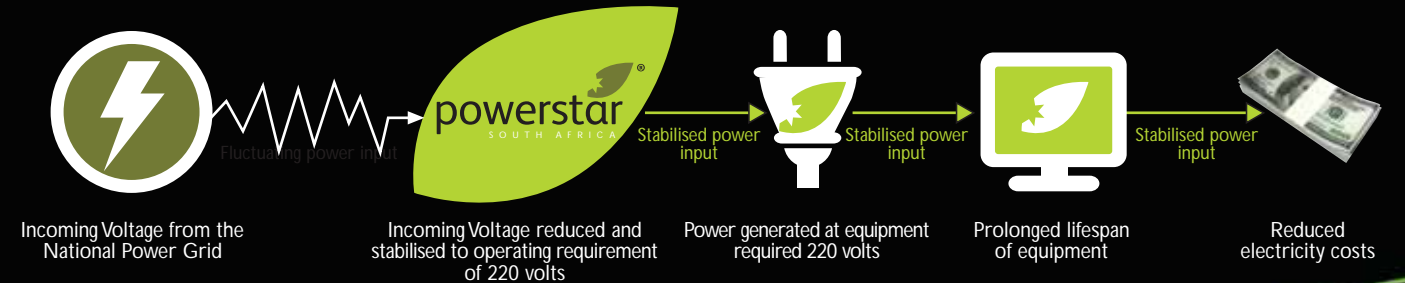 powerstar®
SOUTH AFRICA
Fluctuating power input
Stabilised power
input
Stabilised power
input
Stabilised power
input
Incoming Voltage from the
National Power Grid
Incoming Voltage reduced and
stabilised to operating requirement
of 220 volts
Power generated at equipment
required 220 volts
Prolonged lifespan
of equipment
Reduced
electricity costs